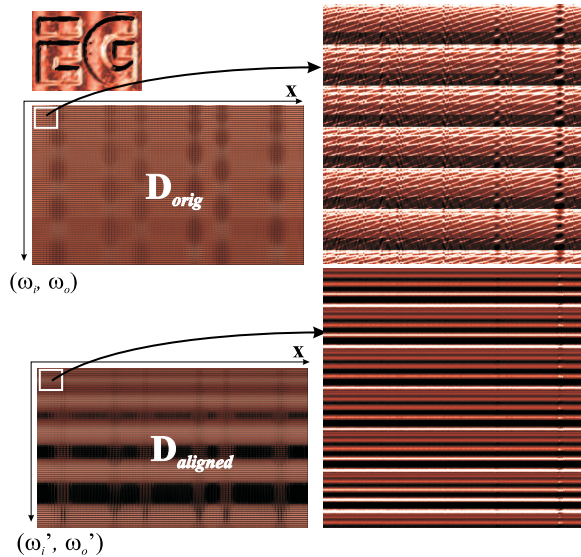 EG
x
D_orig
(ω_i, ω_o)
x
D_aligned
(ω_i’, ω_o’)